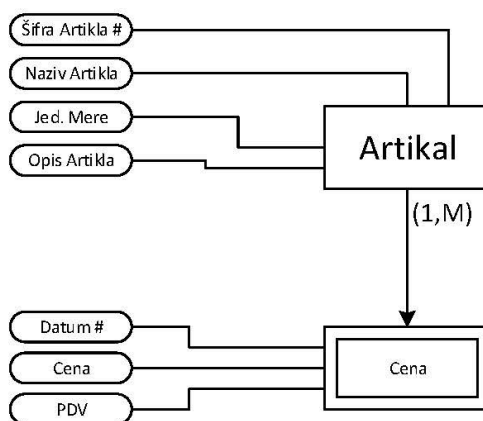 Šifra Artikla #
Naziv Artikla
Jed. Mere
Opis Artikla
Artikal
(1,M)
Datum #
Cena
PDV
Cena